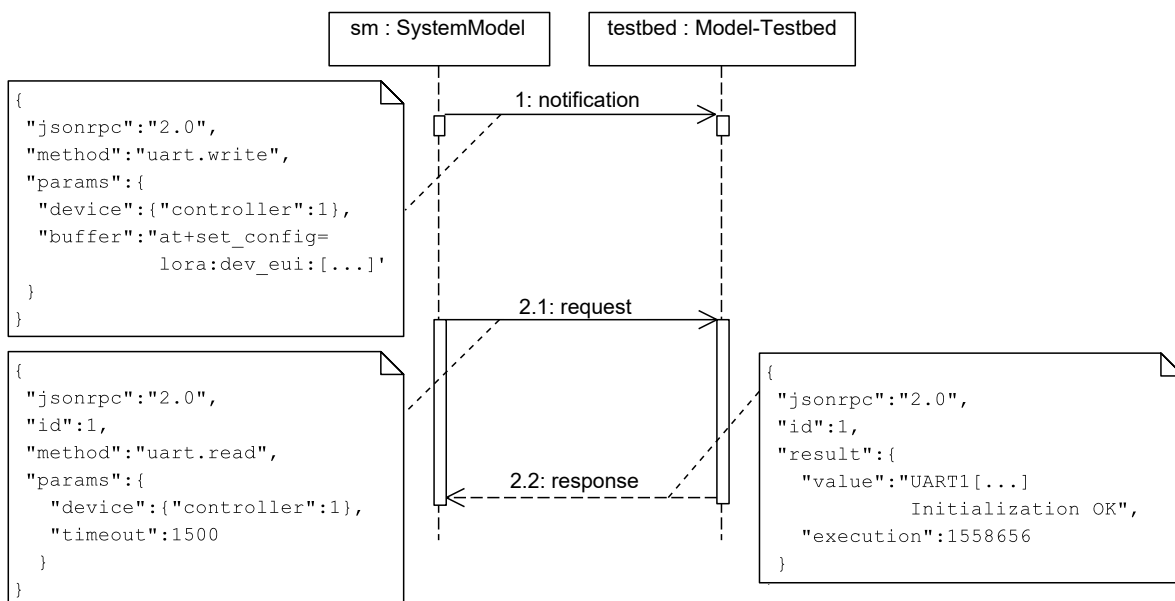 sm : SystemModel
testbed : Model-Testbed
1: notification
{
"jsonrpc":"2.0",
"method":"uart.write",
"params":{
"device":{"controller":1},
"buffer":"at+set_config=
lora:dev_eui:[...]'
}
}
2.1: request
{
"jsonrpc":"2.0",
"id":1,
"method":"uart.read",
"params":{
"device":{"controller":1},
"timeout":1500
}
}
2.2: response
{
"jsonrpc":"2.0",
"id":1,
"result":{
"value":"UART1[...]
Initialization OK",
"execution":1558656
}